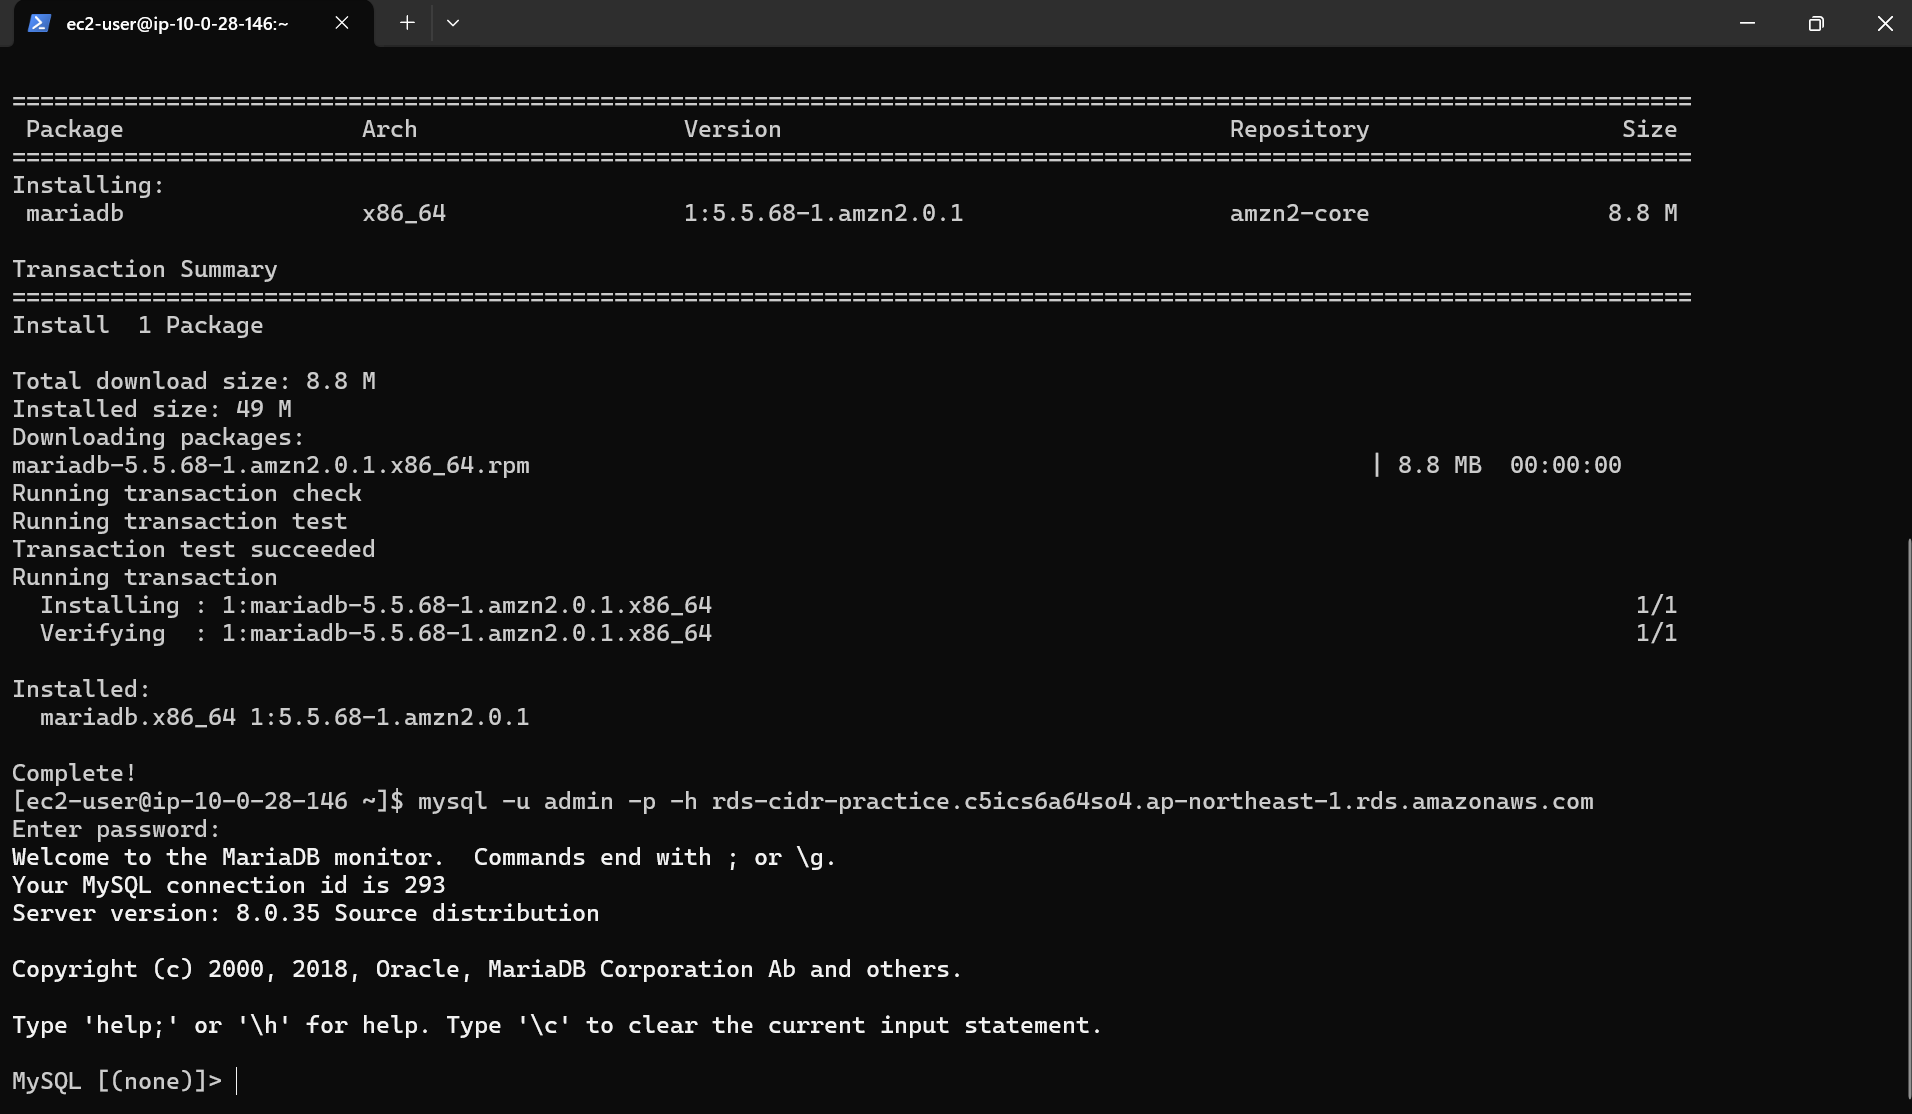 ec2-user@ip-10-0-28-146:~
================================================================================================================================
Package Arch Version Repository Size
================================================================================================================================
Installing:
mariadb x86_64 1:5.5.68-1.amzn2.0.1 amzn2-core 8.8 M
Transaction Summary
================================================================================================================================
Install  1 Package
Total download size: 8.8 M
Installed size: 49 M
Downloading packages:
mariadb-5.5.68-1.amzn2.0.1.x86_64.rpm | 8.8 MB  00:00:00
Running transaction check
Running transaction test
Transaction test succeeded
Running transaction
  Installing : 1:mariadb-5.5.68-1.amzn2.0.1.x86_64 1/1
  Verifying  : 1:mariadb-5.5.68-1.amzn2.0.1.x86_64 1/1
Installed:
  mariadb.x86_64 1:5.5.68-1.amzn2.0.1
Complete!
[ec2-user@ip-10-0-28-146 ~]$ mysql -u admin -p -h rds-cidr-practice.c5ics6a64so4.ap-northeast-1.rds.amazonaws.com
Enter password:
Welcome to the MariaDB monitor.  Commands end with ; or \g.
Your MySQL connection id is 293
Server version: 8.0.35 Source distribution
Copyright (c) 2000, 2018, Oracle, MariaDB Corporation Ab and others.
Type 'help;' or '\h' for help. Type '\c' to clear the current input statement.
MySQL [(none)]>